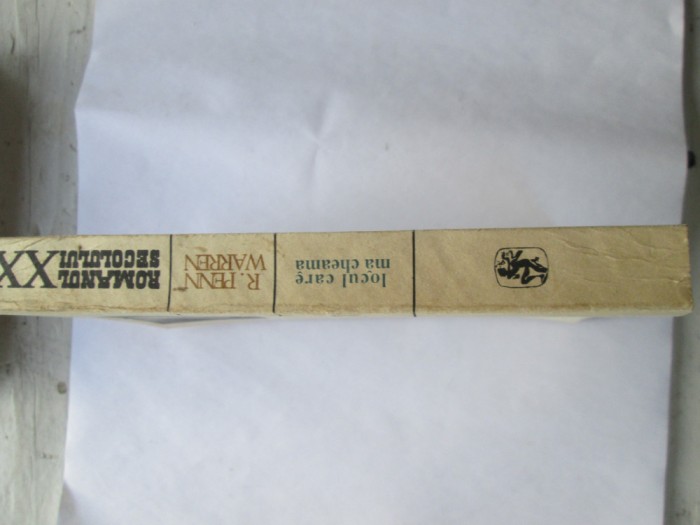 locul care
mă cheamă
R. PENN
WARREN
ROMANUL
SECOLULUI
XX